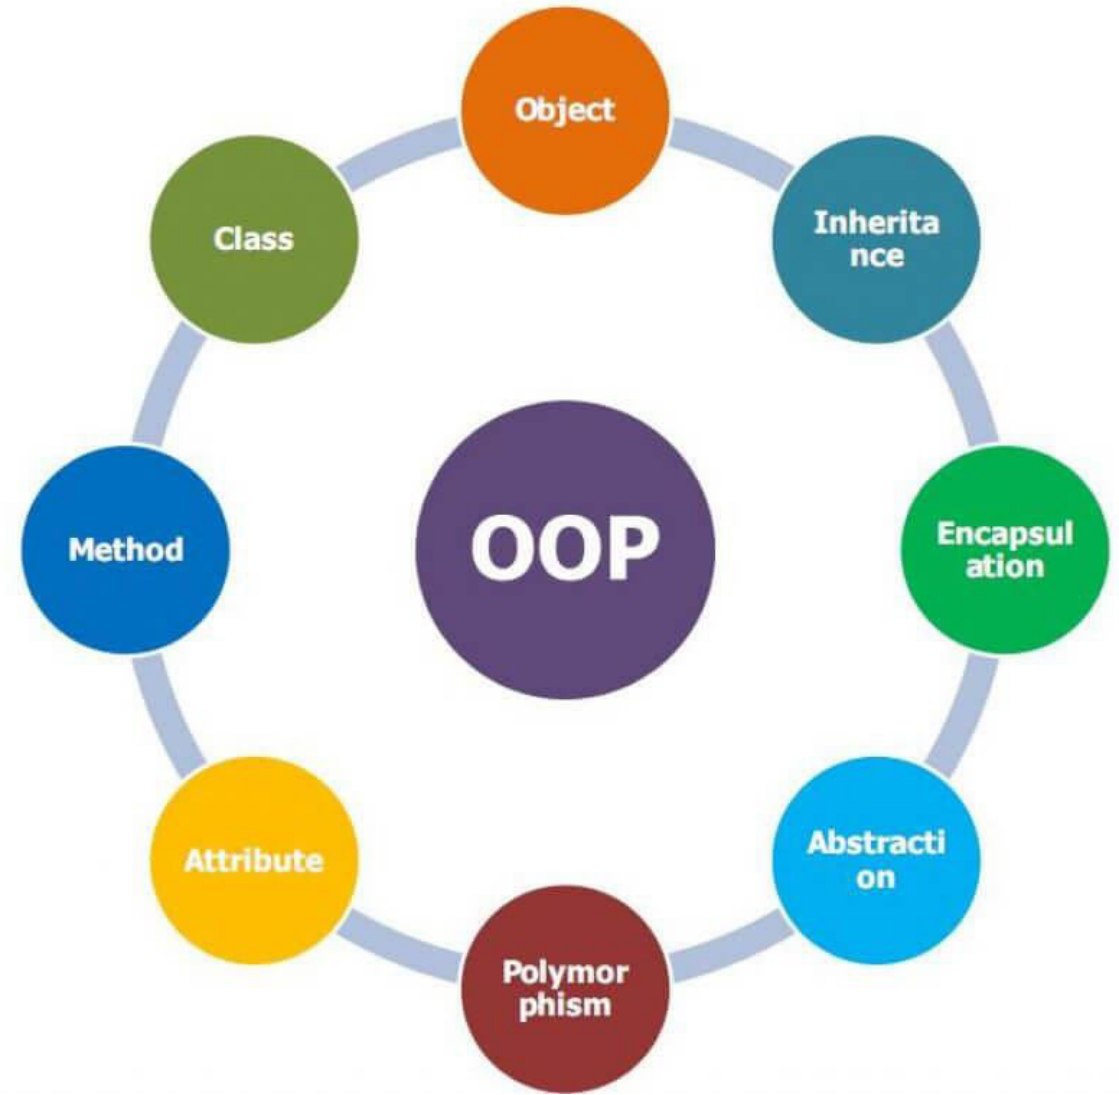 Object
Inherita
nce
Encapsul
ation
Abstracti
on
Polymor
phism
Attribute
Method
Class
OOP